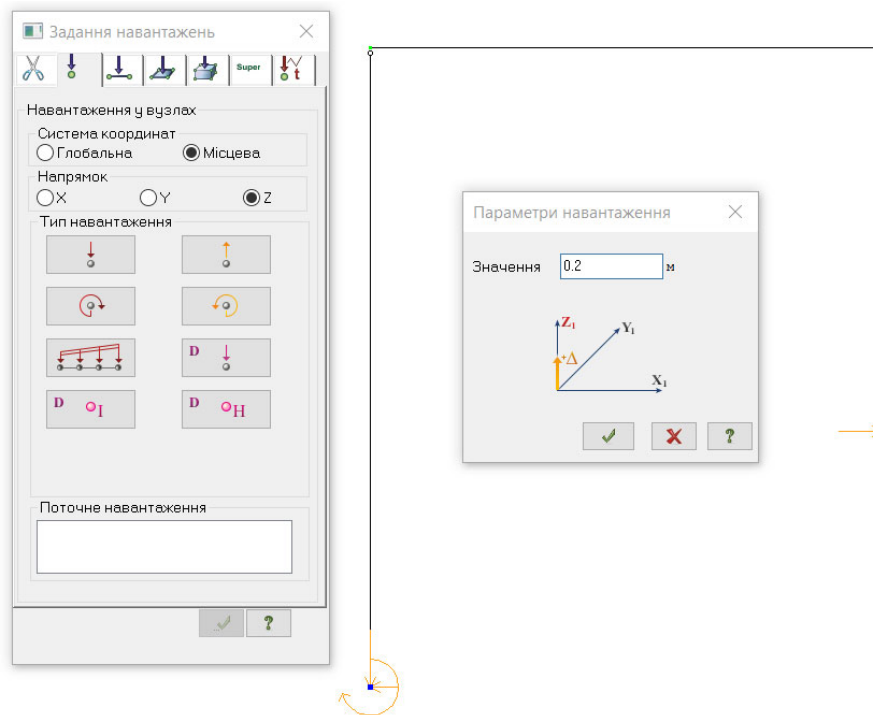 Задання навантажень
Super
t
Навантаження у вузлах
Система координат
Глобальна
Місцева
Напрямок
X
Y
Z
Тип навантаження
D
D
I
D
H
Поточне навантаження
?
Параметри навантаження
Значення
0.2
м
Z1
Y1
+Δ
X1
?